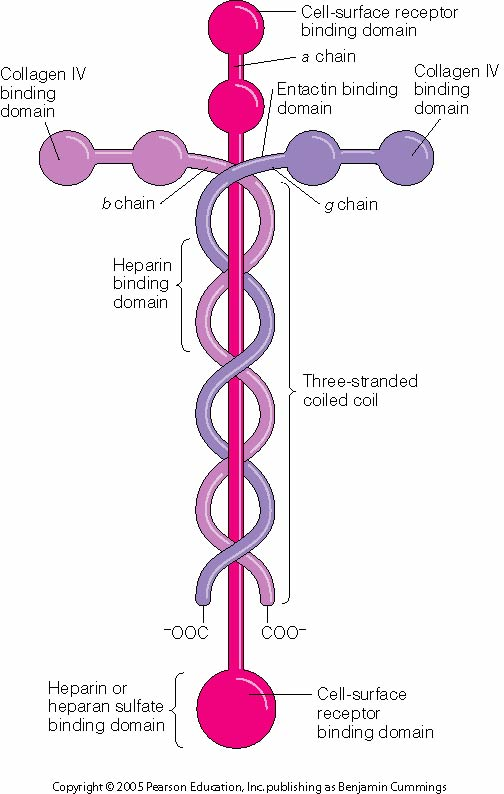 Cell-surface receptor
binding domain
a chain
Collagen IV
binding
domain
Entactin binding
domain
Collagen IV
binding
domain
b chain
g chain
Heparin
binding
domain
Three-stranded
coiled coil
⁻OOC
COO⁻
Heparin or
heparan sulfate
binding domain
Cell-surface
receptor
binding domain
Copyright © 2005 Pearson Education, Inc. publishing as Benjamin Cummings